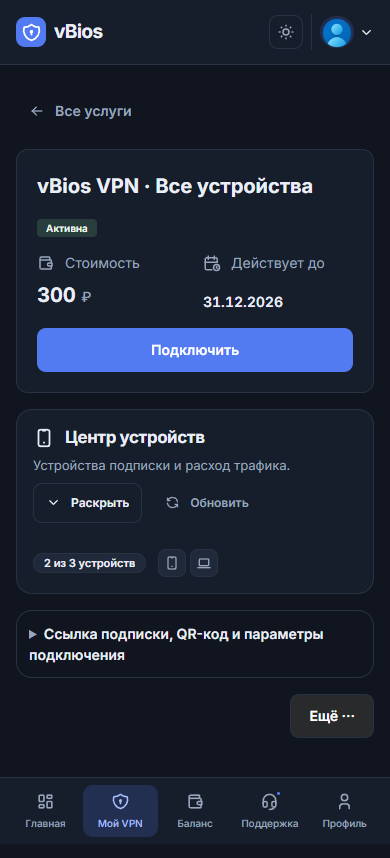 vBios
Все услуги
vBios VPN · Все устройства
Активна
Стоимость
Действует до
300 ₽
31.12.2026
Подключить
Центр устройств
Устройства подписки и расход трафика.
Раскрыть
Обновить
2 из 3 устройств
Ссылка подписки, QR-код и параметры
подключения
Ещё ···
Главная
Мой VPN
Баланс
Поддержка
Профиль